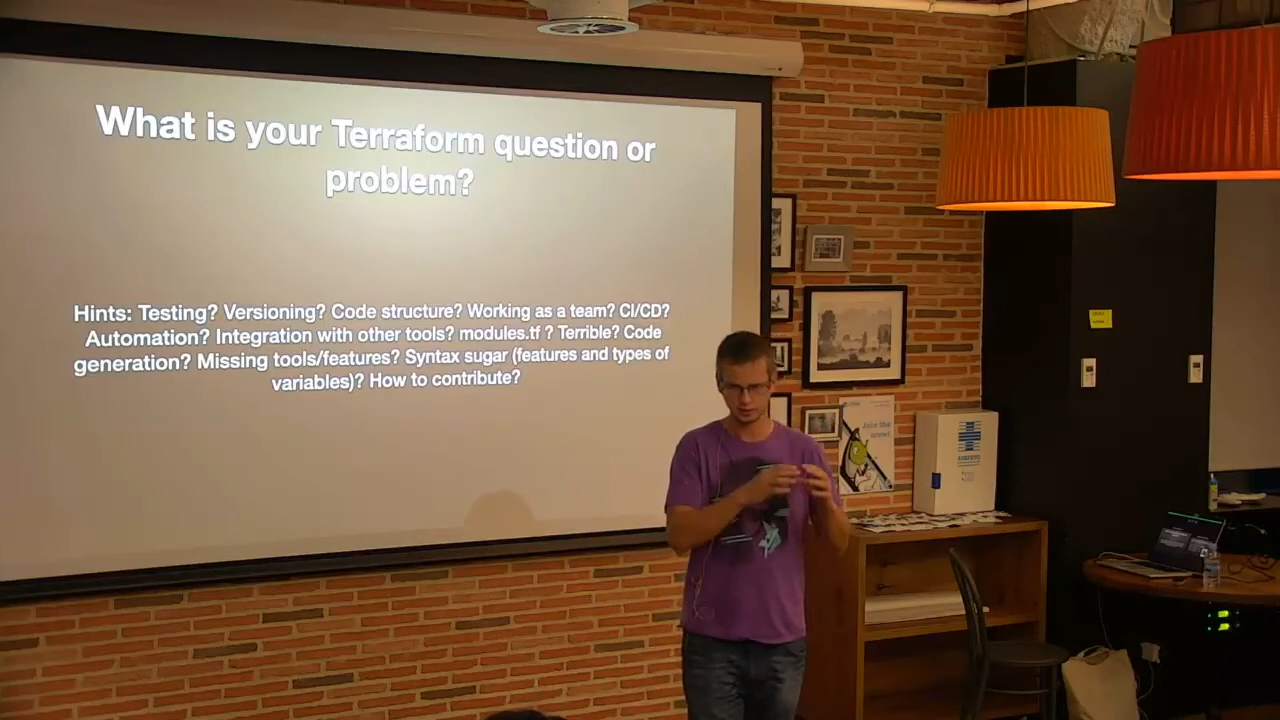 What is your Terraform question or
problem?
Hints: Testing? Versioning? Code structure? Working as a team? CI/CD?
Automation? Integration with other tools? modules.tf ? Terrible? Code
generation? Missing tools/features? Syntax sugar (features and types of
variables)? How to contribute?
Join the